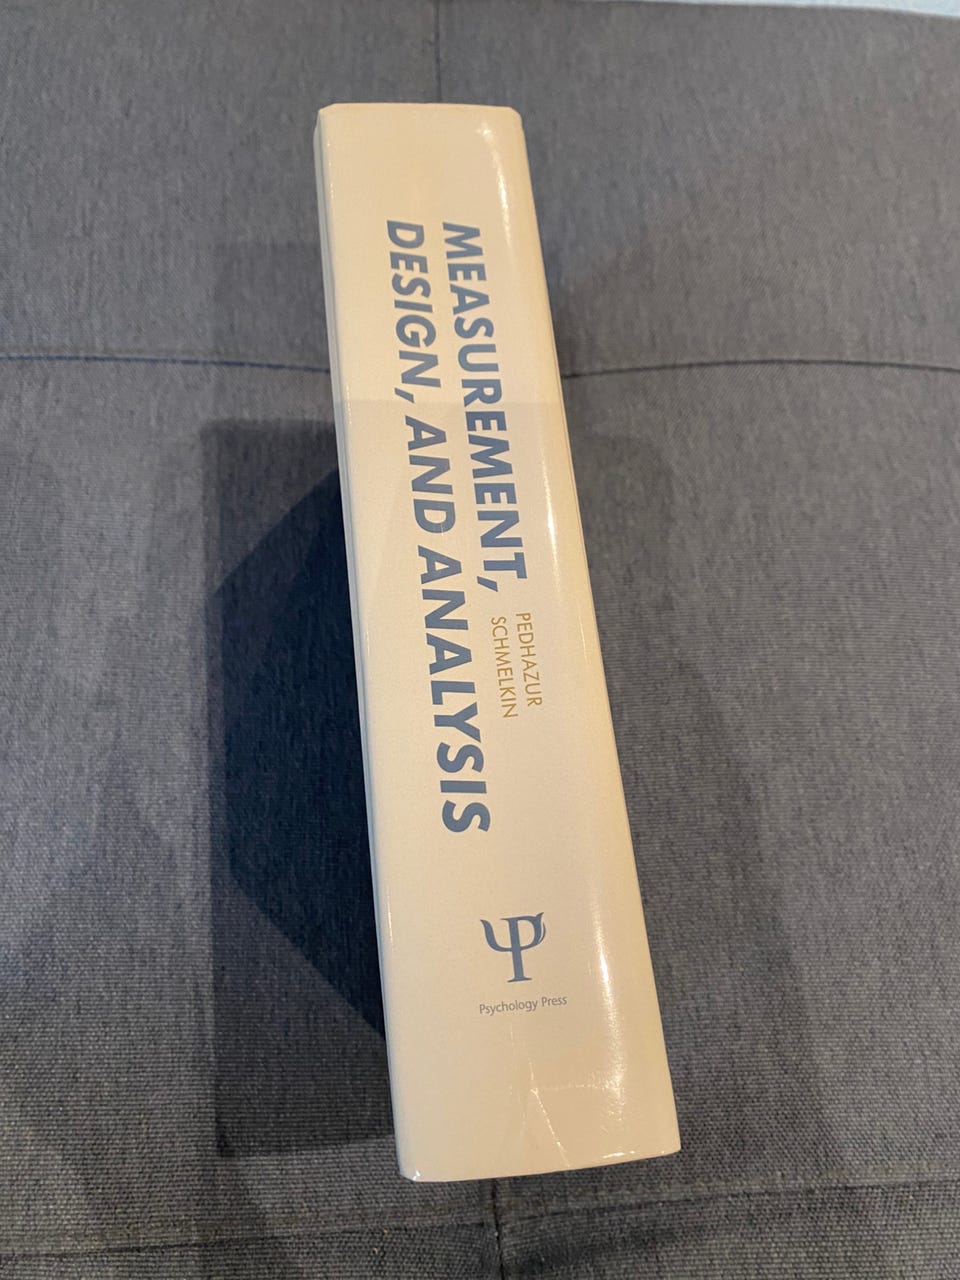 MEASUREMENT,
DESIGN, AND ANALYSIS
PEDHAZUR
SCHMELKIN
Psychology Press